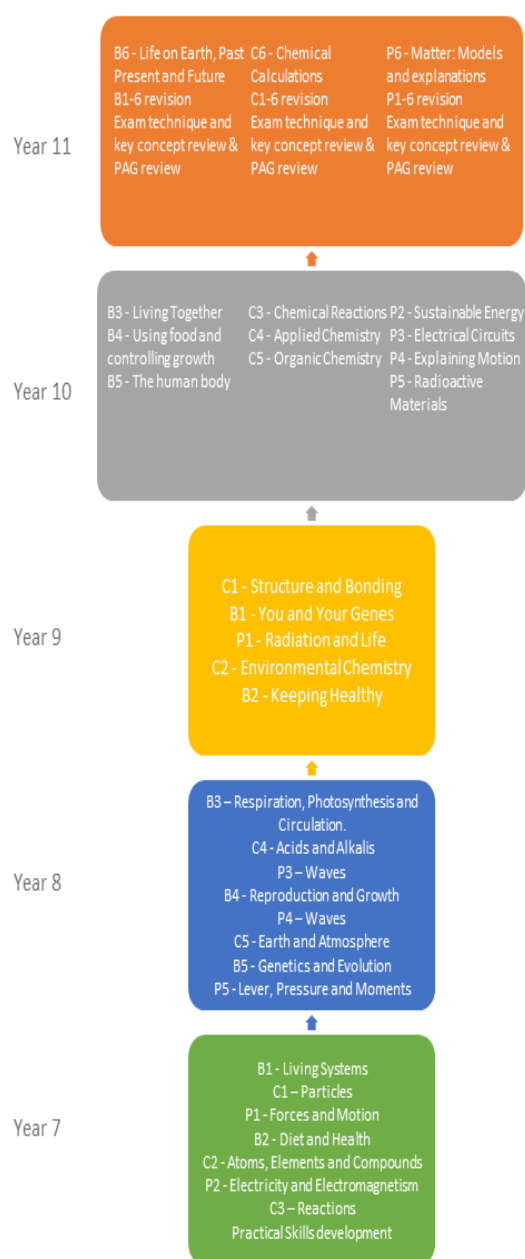 Year 11
B6 - Life on Earth, Past
Present and Future
B1-6 revision
Exam technique and
key concept review &
PAG review
C6 - Chemical
Calculations
C1-6 revision
Exam technique and
key concept review &
PAG review
P6 - Matter: Models
and explanations
P1-6 revision
Exam technique and
key concept review &
PAG review
Year 10
B3 - Living Together
B4 - Using food and
controlling growth
B5 - The human body
C3 - Chemical Reactions
C4 - Applied Chemistry
C5 - Organic Chemistry
P2 - Sustainable Energy
P3 - Electrical Circuits
P4 - Explaining Motion
P5 - Radioactive
Materials
Year 9
C1 - Structure and Bonding
B1 - You and Your Genes
P1 - Radiation and Life
C2 - Environmental Chemistry
B2 - Keeping Healthy
Year 8
B3 – Respiration, Photosynthesis and
Circulation.
C4 - Acids and Alkalis
P3 – Waves
B4 - Reproduction and Growth
P4 – Waves
C5 - Earth and Atmosphere
B5 - Genetics and Evolution
P5 - Lever, Pressure and Moments
Year 7
B1 - Living Systems
C1 – Particles
P1 - Forces and Motion
B2 - Diet and Health
C2 - Atoms, Elements and Compounds
P2 - Electricity and Electromagnetism
C3 – Reactions
Practical Skills development